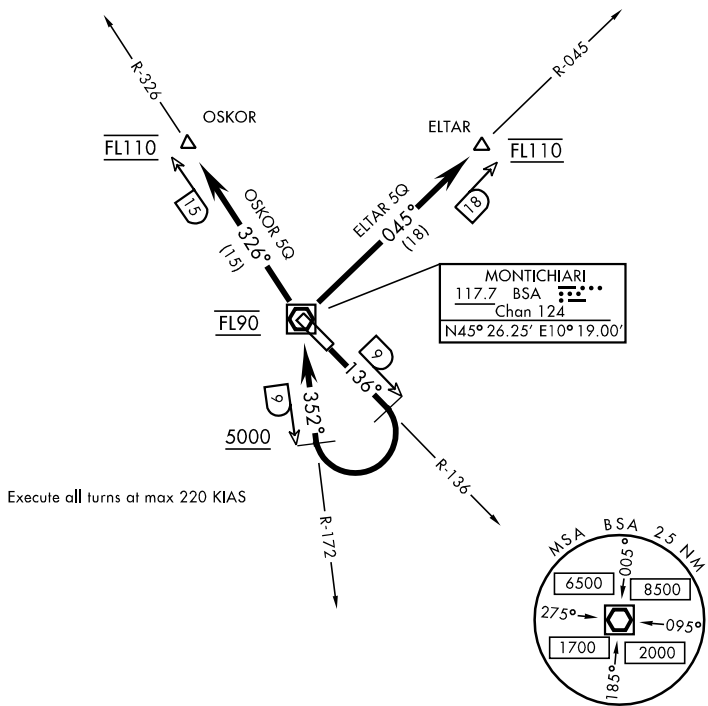 R-326
R-045
OSKOR
ELTAR
FL110
FL110
15
18
OSKOR 5Q
326°
(15)
ELTAR 5Q
045°
(18)
MONTICHIARI
117.7 BSA
Chan 124
N45° 26.25' E10° 19.00'
FL90
9
136°
9
352°
5000
R-136
R-172
Execute all turns at max 220 KIAS
MSA BSA 25 NM
005°
6500
8500
275°
095°
1700
2000
185°